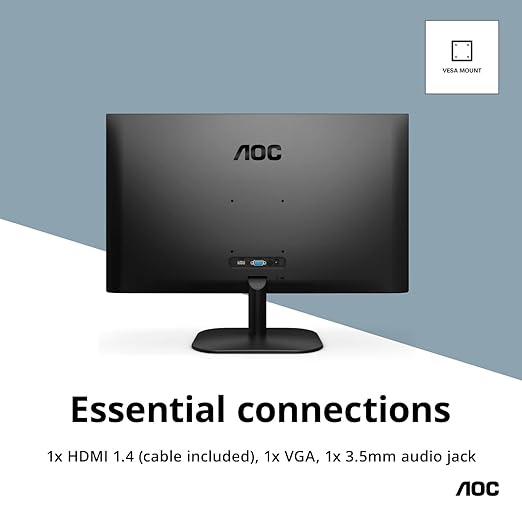 VESA MOUNT
AOC
Essential connections
1x HDMI 1.4 (cable included), 1x VGA, 1x 3.5mm audio jack
AOC